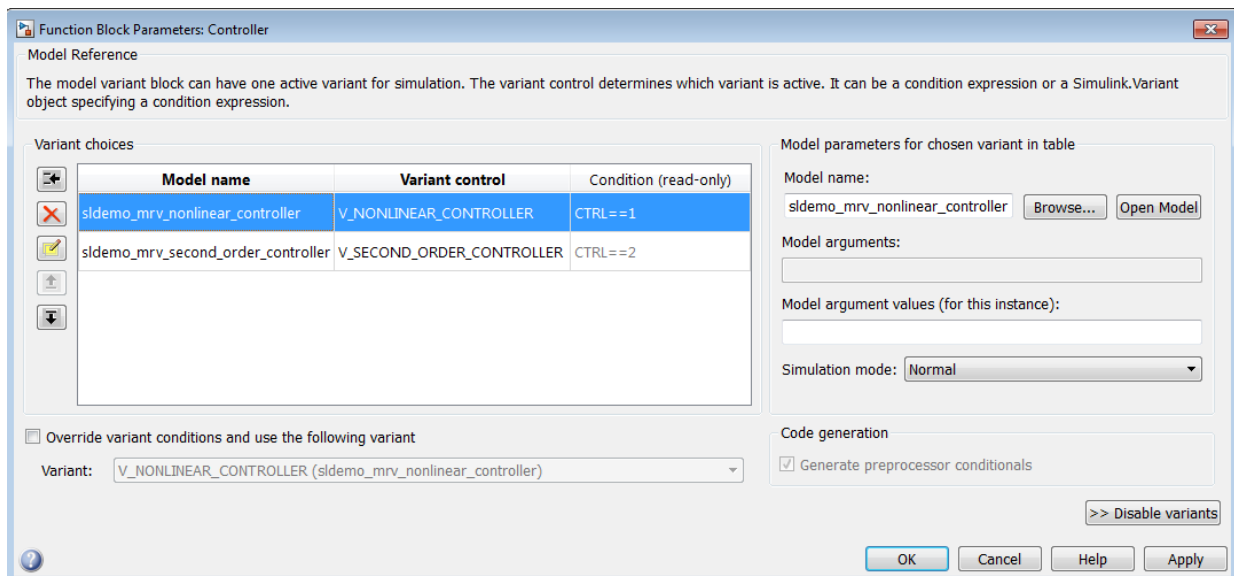 Function Block Parameters: Controller
Model Reference
The model variant block can have one active variant for simulation. The variant control determines which variant is active. It can be a condition expression or a Simulink.Variant
object specifying a condition expression.
Variant choices
Model name Variant control Condition (read-only)
sldemo_mrv_nonlinear_controller V_NONLINEAR_CONTROLLER CTRL==1
sldemo_mrv_second_order_controller V_SECOND_ORDER_CONTROLLER CTRL==2
Model parameters for chosen variant in table
Model name:
sldemo_mrv_nonlinear_controller Browse... Open Model
Model arguments:
Model argument values (for this instance):
Simulation mode: Normal
Override variant conditions and use the following variant
Variant: V_NONLINEAR_CONTROLLER (sldemo_mrv_nonlinear_controller)
Code generation
Generate preprocessor conditionals
>> Disable variants
? OK Cancel Help Apply